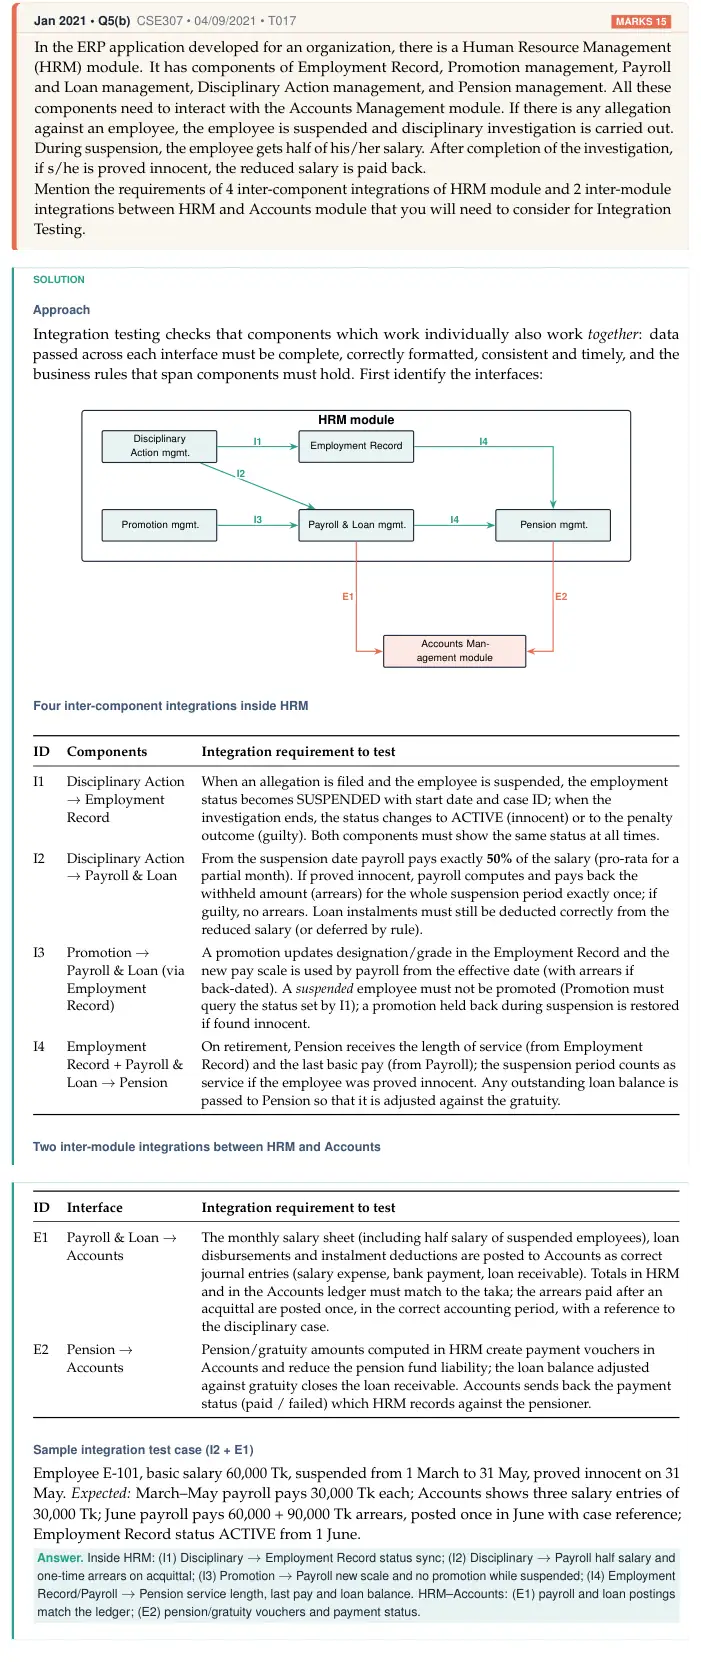 Jan 2021 • Q5(b) CSE307 • 04/09/2021 • T017 MARKS 15
In the ERP application developed for an organization, there is a Human Resource Management
(HRM) module. It has components of Employment Record, Promotion management, Payroll
and Loan management, Disciplinary Action management, and Pension management. All these
components need to interact with the Accounts Management module. If there is any allegation
against an employee, the employee is suspended and disciplinary investigation is carried out.
During suspension, the employee gets half of his/her salary. After completion of the investigation,
if s/he is proved innocent, the reduced salary is paid back.
Mention the requirements of 4 inter-component integrations of HRM module and 2 inter-module
integrations between HRM and Accounts module that you will need to consider for Integration
Testing.
SOLUTION
Approach
Integration testing checks that components which work individually also work together: data
passed across each interface must be complete, correctly formatted, consistent and timely, and the
business rules that span components must hold. First identify the interfaces:
HRM module
Disciplinary
Action mgmt.
I1
Employment Record
I4
I2
Promotion mgmt.
I3
Payroll & Loan mgmt.
I4
Pension mgmt.
E1
E2
Accounts Man-
agement module
Four inter-component integrations inside HRM
ID Components Integration requirement to test
I1 Disciplinary Action When an allegation is filed and the employee is suspended, the employment
→ Employment status becomes SUSPENDED with start date and case ID; when the
Record investigation ends, the status changes to ACTIVE (innocent) or to the penalty
outcome (guilty). Both components must show the same status at all times.
I2 Disciplinary Action From the suspension date payroll pays exactly 50% of the salary (pro-rata for a
→ Payroll & Loan partial month). If proved innocent, payroll computes and pays back the
withheld amount (arrears) for the whole suspension period exactly once; if
guilty, no arrears. Loan instalments must still be deducted correctly from the
reduced salary (or deferred by rule).
I3 Promotion → A promotion updates designation/grade in the Employment Record and the
Payroll & Loan (via new pay scale is used by payroll from the effective date (with arrears if
Employment back-dated). A suspended employee must not be promoted (Promotion must
Record) query the status set by I1); a promotion held back during suspension is restored
if found innocent.
I4 Employment On retirement, Pension receives the length of service (from Employment
Record + Payroll & Record) and the last basic pay (from Payroll); the suspension period counts as
Loan → Pension service if the employee was proved innocent. Any outstanding loan balance is
passed to Pension so that it is adjusted against the gratuity.
Two inter-module integrations between HRM and Accounts
ID Interface Integration requirement to test
E1 Payroll & Loan → The monthly salary sheet (including half salary of suspended employees), loan
Accounts disbursements and instalment deductions are posted to Accounts as correct
journal entries (salary expense, bank payment, loan receivable). Totals in HRM
and in the Accounts ledger must match to the taka; the arrears paid after an
acquittal are posted once, in the correct accounting period, with a reference to
the disciplinary case.
E2 Pension → Pension/gratuity amounts computed in HRM create payment vouchers in
Accounts Accounts and reduce the pension fund liability; the loan balance adjusted
against gratuity closes the loan receivable. Accounts sends back the payment
status (paid / failed) which HRM records against the pensioner.
Sample integration test case (I2 + E1)
Employee E-101, basic salary 60,000 Tk, suspended from 1 March to 31 May, proved innocent on 31
May. Expected: March–May payroll pays 30,000 Tk each; Accounts shows three salary entries of
30,000 Tk; June payroll pays 60,000 + 90,000 Tk arrears, posted once in June with case reference;
Employment Record status ACTIVE from 1 June.
Answer. Inside HRM: (I1) Disciplinary → Employment Record status sync; (I2) Disciplinary → Payroll half salary and
one-time arrears on acquittal; (I3) Promotion → Payroll new scale and no promotion while suspended; (I4) Employment
Record/Payroll → Pension service length, last pay and loan balance. HRM–Accounts: (E1) payroll and loan postings
match the ledger; (E2) pension/gratuity vouchers and payment status.